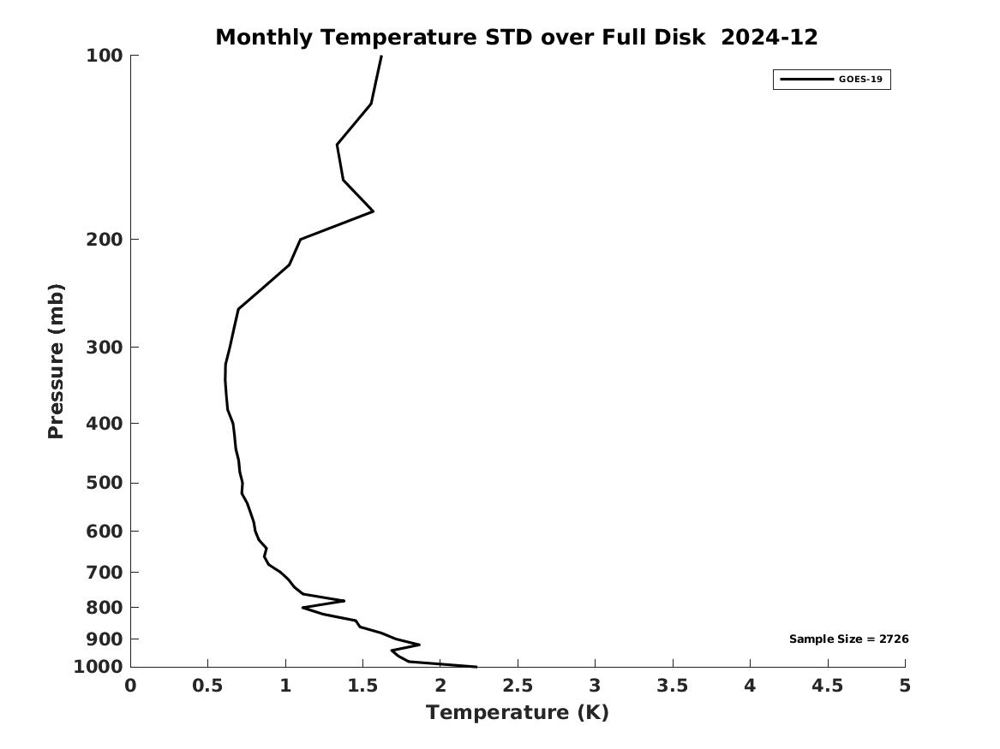 Monthly Temperature STD over Full Disk  2024-12
GOES-19
Pressure (mb)
100
200
300
400
500
600
700
800
900
1000
Sample Size = 2726
0 0.5 1 1.5 2 2.5 3 3.5 4 4.5 5
Temperature (K)